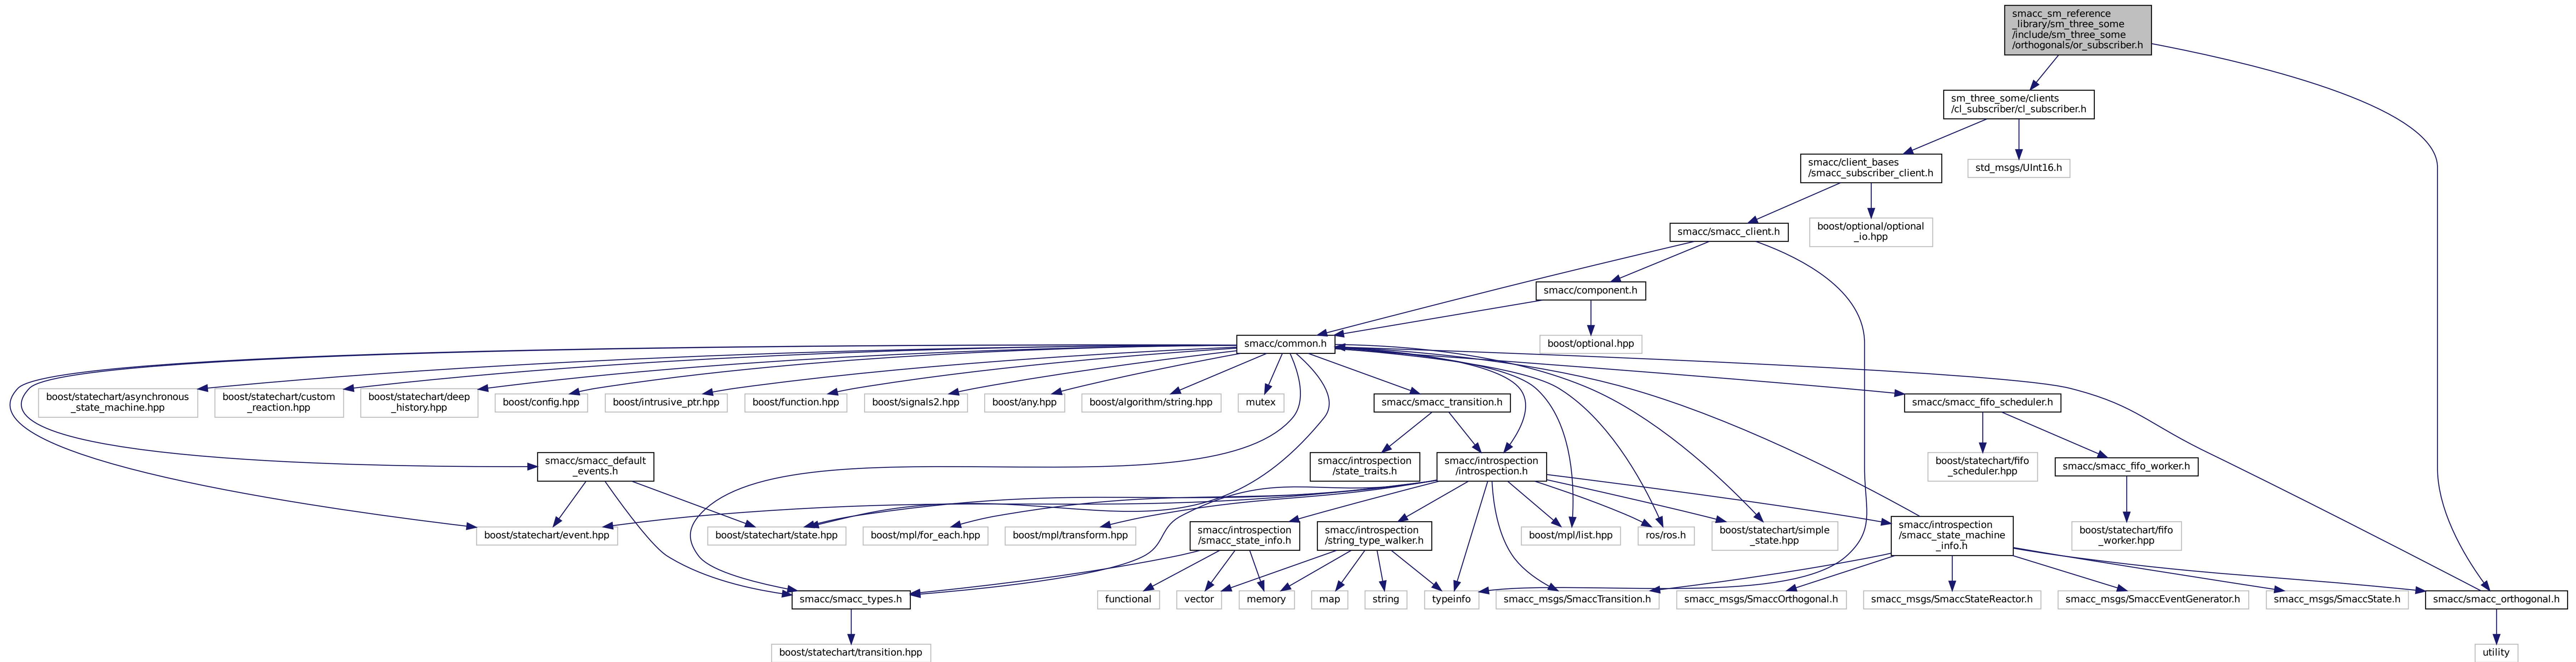 smacc_sm_reference
_library/sm_three_some
/include/sm_three_some
/orthogonals/or_subscriber.h
sm_three_some/clients
/cl_subscriber/cl_subscriber.h
smacc/client_bases
/smacc_subscriber_client.h
std_msgs/UInt16.h
smacc/smacc_client.h
boost/optional/optional
_io.hpp
smacc/component.h
smacc/common.h
boost/optional.hpp
boost/statechart/asynchronous
_state_machine.hpp
boost/statechart/custom
_reaction.hpp
boost/statechart/deep
_history.hpp
boost/config.hpp
boost/intrusive_ptr.hpp
boost/function.hpp
boost/signals2.hpp
boost/any.hpp
boost/algorithm/string.hpp
mutex
smacc/smacc_transition.h
smacc/smacc_fifo_scheduler.h
smacc/smacc_default
_events.h
smacc/introspection
/state_traits.h
smacc/introspection
/introspection.h
boost/statechart/fifo
_scheduler.hpp
smacc/smacc_fifo_worker.h
boost/statechart/event.hpp
boost/statechart/state.hpp
boost/mpl/for_each.hpp
boost/mpl/transform.hpp
smacc/introspection
/smacc_state_info.h
smacc/introspection
/string_type_walker.h
boost/mpl/list.hpp
ros/ros.h
boost/statechart/simple
_state.hpp
smacc/introspection
/smacc_state_machine
_info.h
boost/statechart/fifo
_worker.hpp
smacc/smacc_types.h
functional
vector
memory
map
string
typeinfo
smacc_msgs/SmaccTransition.h
smacc_msgs/SmaccOrthogonal.h
smacc_msgs/SmaccStateReactor.h
smacc_msgs/SmaccEventGenerator.h
smacc_msgs/SmaccState.h
smacc/smacc_orthogonal.h
boost/statechart/transition.hpp
utility